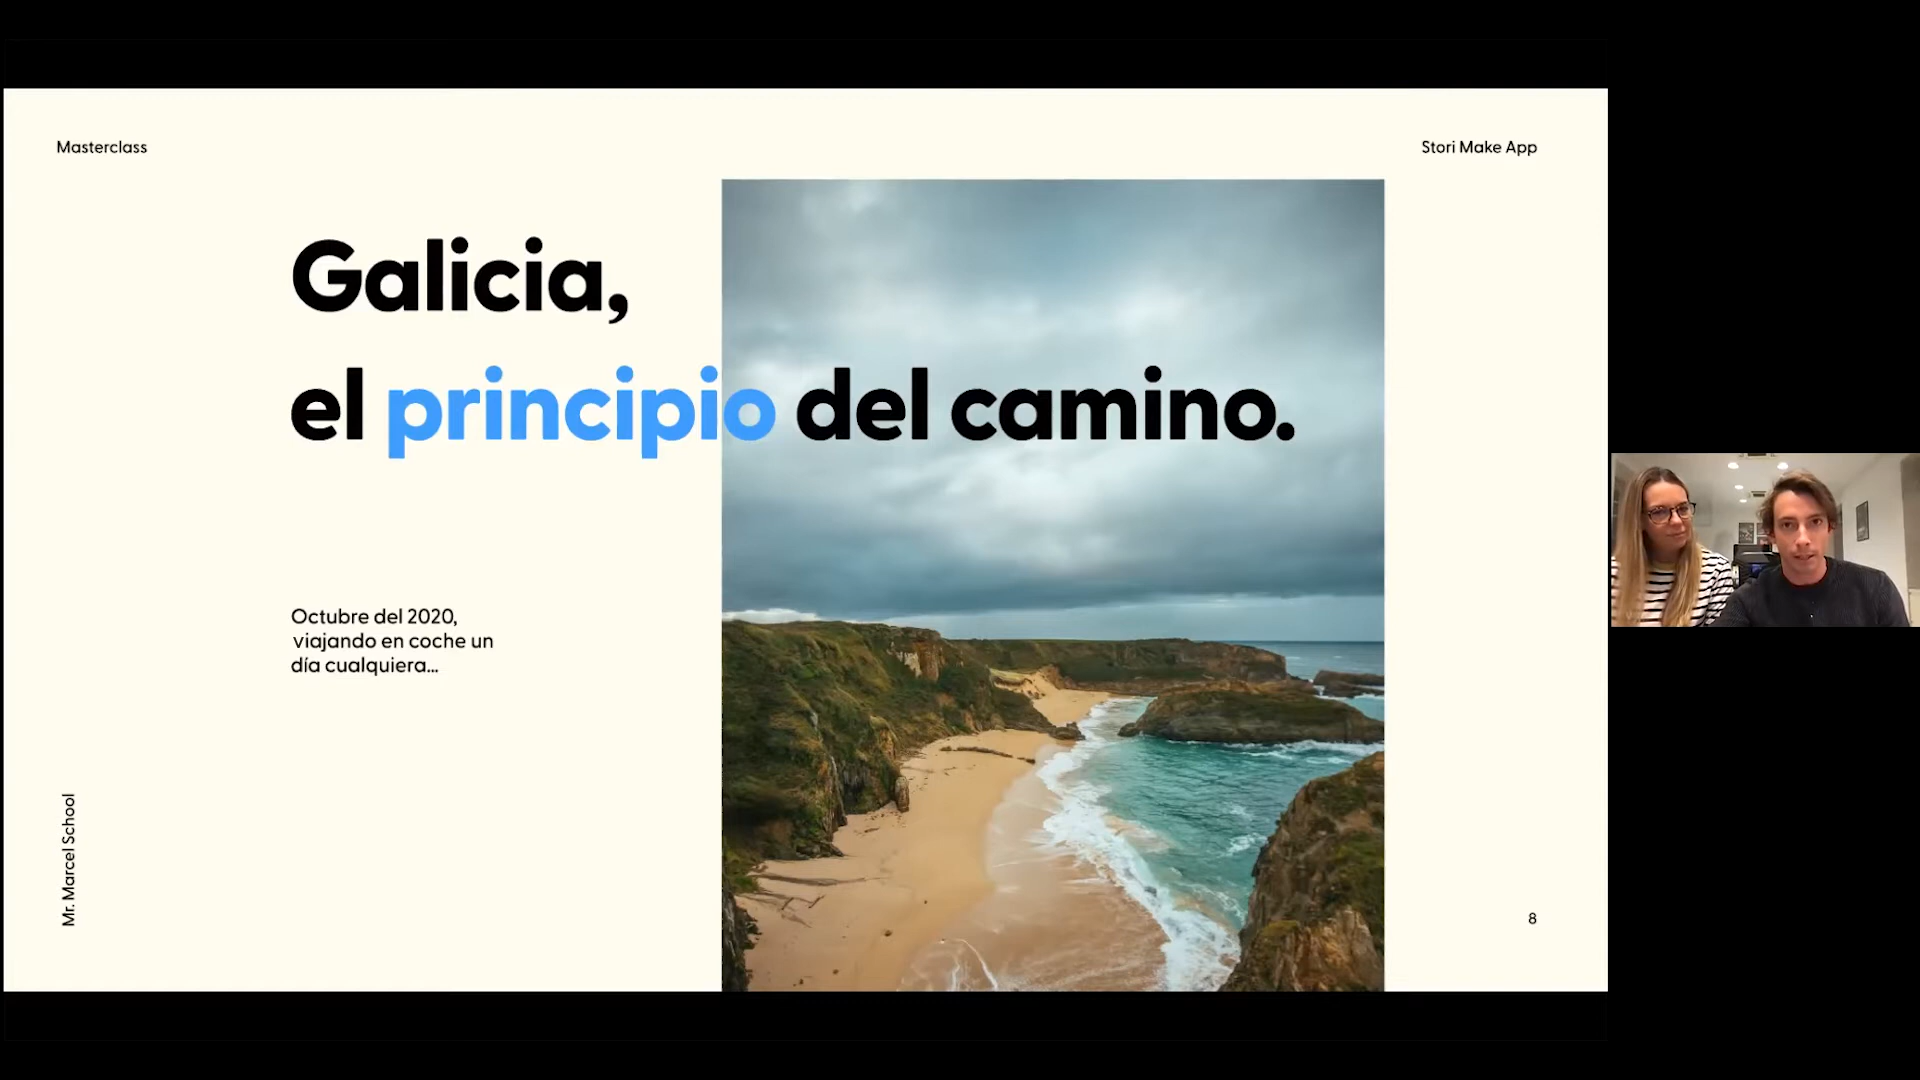 Masterclass
Stori Make App
Galicia,
el principio del camino.
Octubre del 2020,
viajando en coche un
día cualquiera...
Mr. Marcel School
8